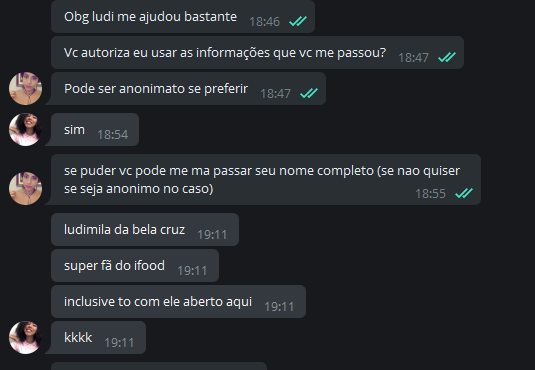 Obg ludi me ajudou bastante 18:46
Vc autoriza eu usar as informações que vc me passou? 18:47
Pode ser anonimato se preferir 18:47
sim 18:54
se puder vc pode me ma passar seu nome completo (se nao quiser
se seja anonimo no caso) 18:55
ludimila da bela cruz 19:11
super fã do ifood 19:11
inclusive to com ele aberto aqui 19:11
kkkk 19:11